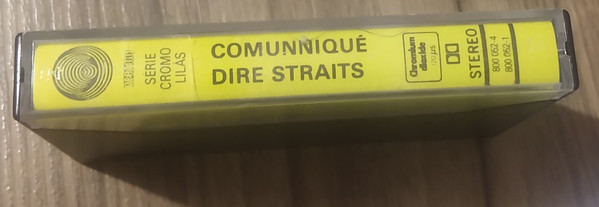 SERIE
CROMO
LILAS
COMUNNIQUÉ
DIRE STRAITS
Chromium
dioxide
STEREO
800 052-4
800 052-1